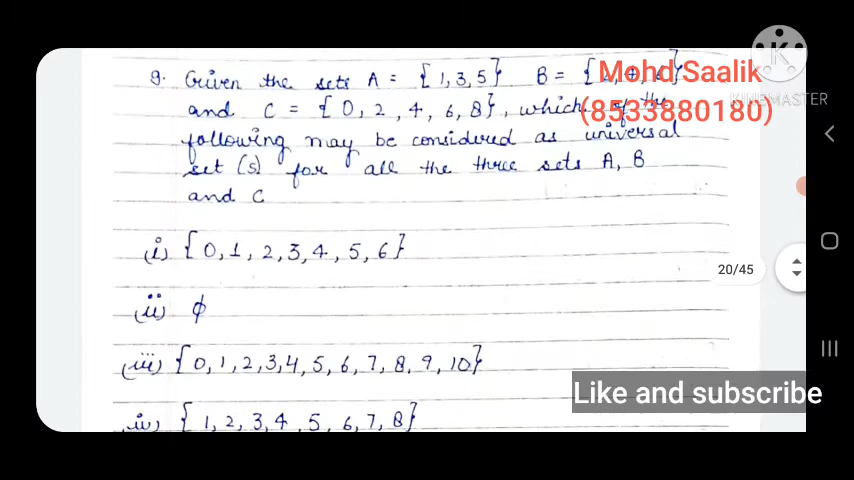 9. Given the sets A = {1,3,5} B = {
Mohd Saalik
and C = {0, 2, 4, 6, 8}, which of the
(8533880180)
KINEMASTER
following may be considered as universal
set (s) for all the three sets A, B
and C
(i) {0, 1, 2, 3, 4, 5, 6}
20/45
(ii) ϕ
(iii) {0, 1, 2, 3, 4, 5, 6, 7, 8, 9, 10}
Like and subscribe
(iv) {1, 2, 3, 4, 5, 6, 7, 8}